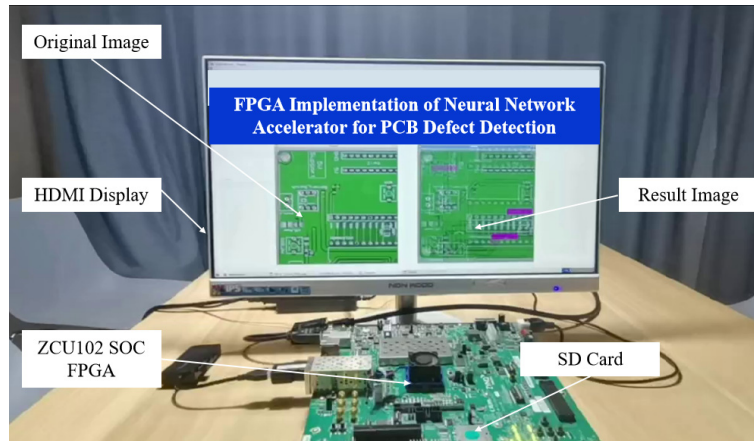 Original Image
FPGA Implementation of Neural Network
Accelerator for PCB Defect Detection
HDMI Display
Result Image
ZCU102 SOC
FPGA
SD Card